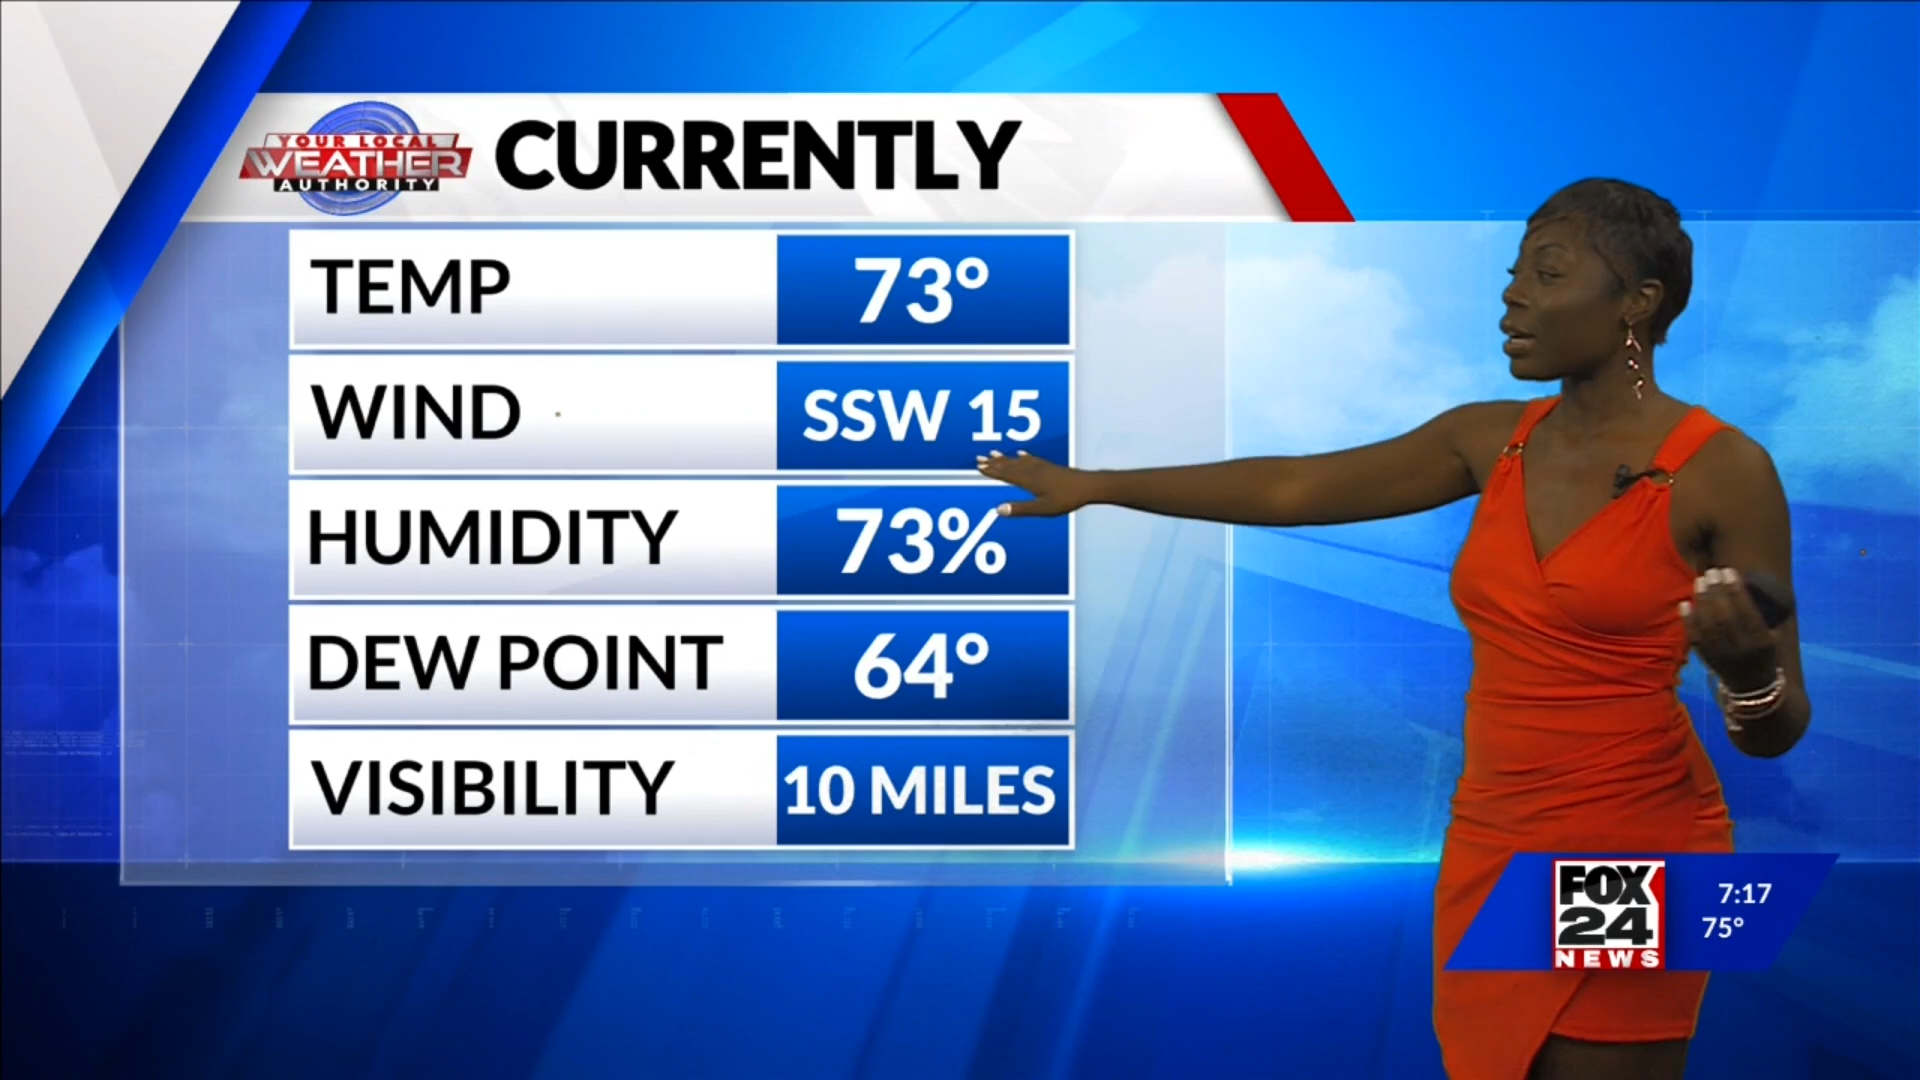 YOUR LOCAL
WEATHER
AUTHORITY
CURRENTLY
TEMP 73°
WIND SSW 15
HUMIDITY 73%
DEW POINT 64°
VISIBILITY 10 MILES
FOX
24
NEWS
7:17
75°